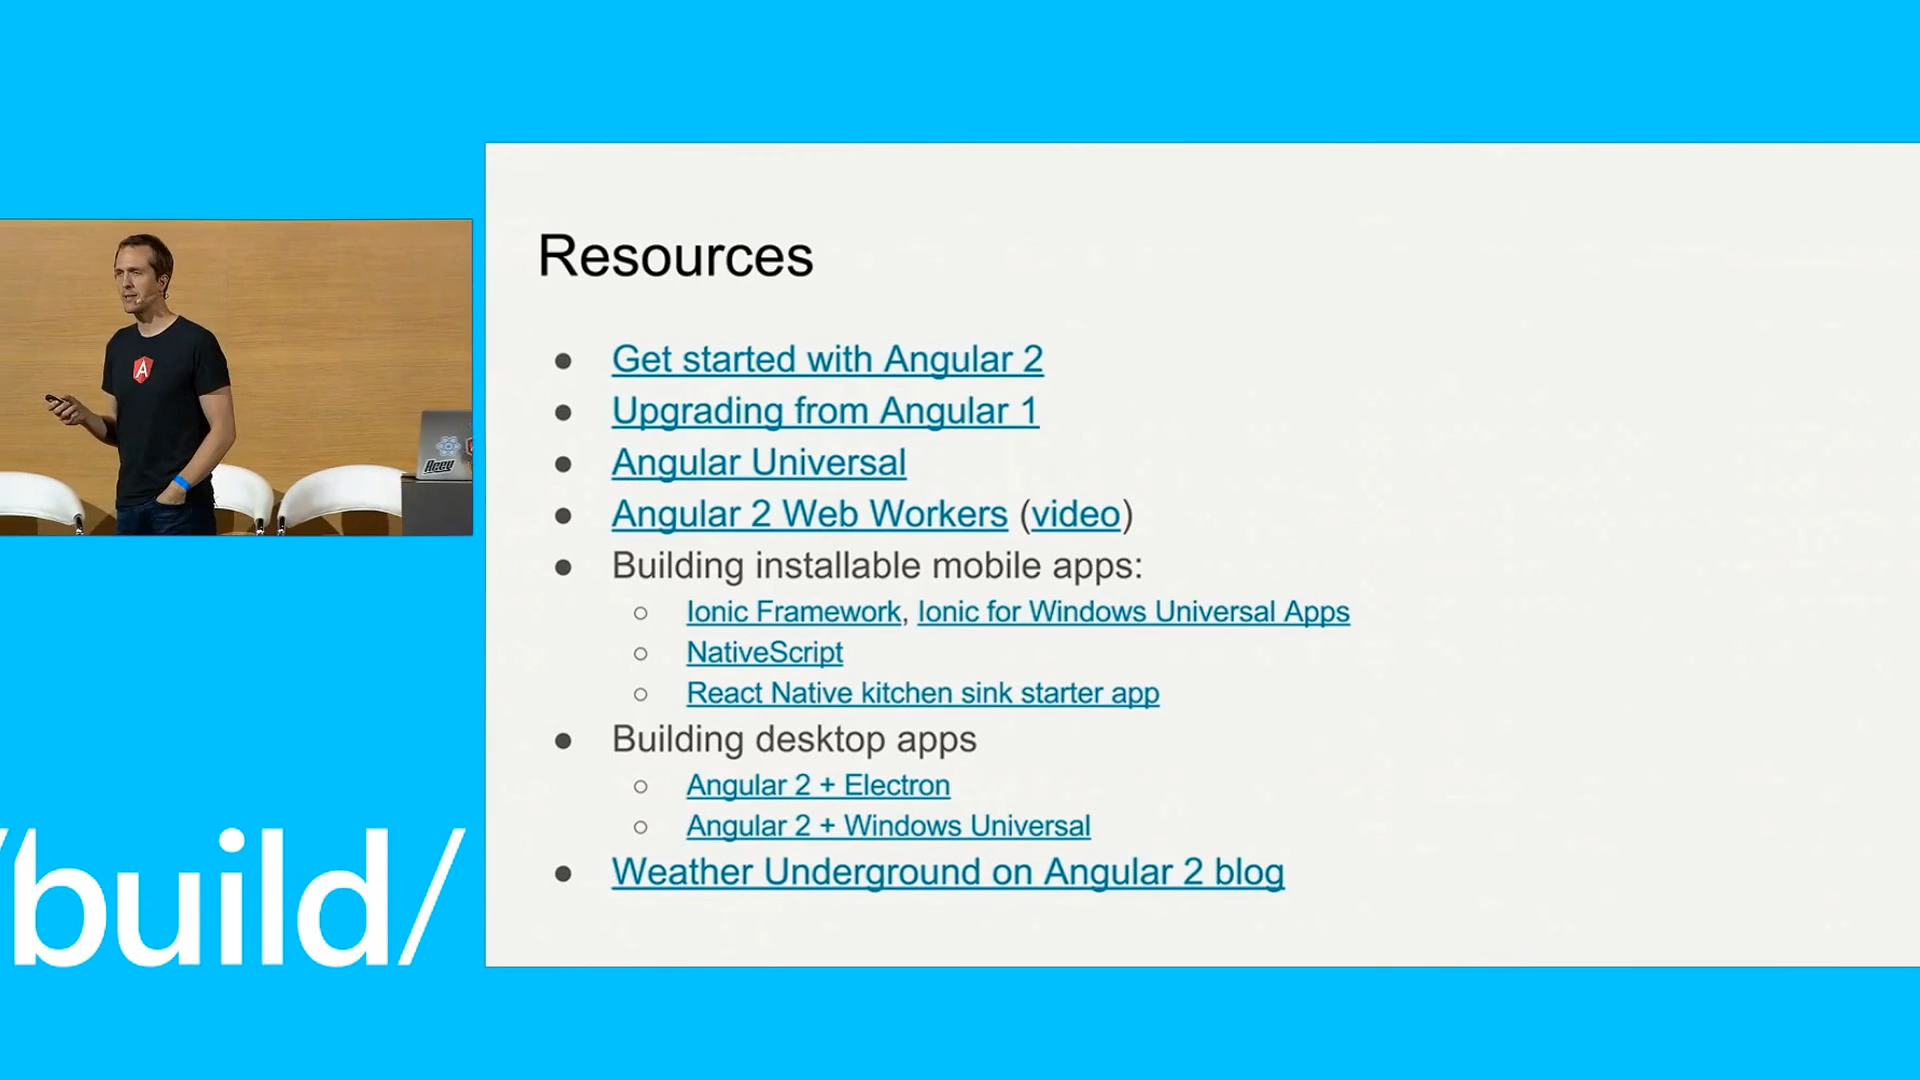 Resources
● Get started with Angular 2
● Upgrading from Angular 1
● Angular Universal
● Angular 2 Web Workers (video)
● Building installable mobile apps:
○ Ionic Framework, Ionic for Windows Universal Apps
○ NativeScript
○ React Native kitchen sink starter app
● Building desktop apps
○ Angular 2 + Electron
○ Angular 2 + Windows Universal
● Weather Underground on Angular 2 blog
A
/build/